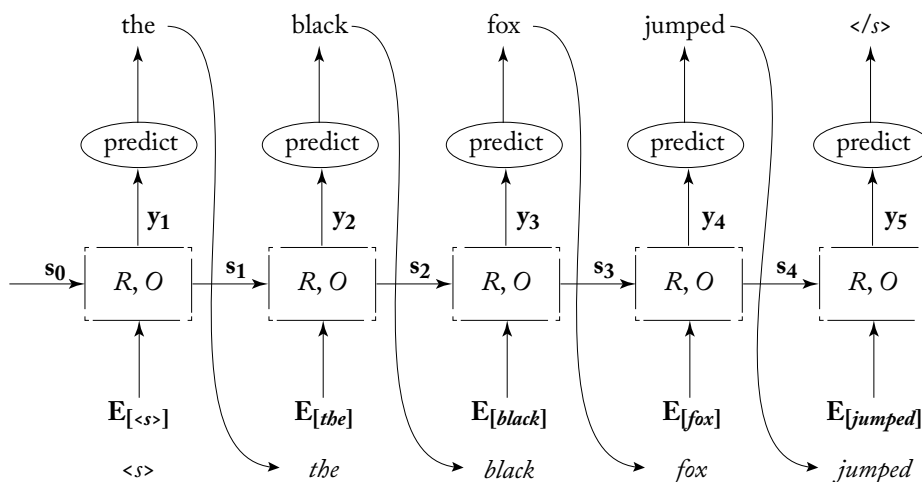 the black fox jumped </s>
predict predict predict predict predict
y1 y2 y3 y4 y5
s0 s1 s2 s3 s4
R, O R, O R, O R, O R, O
E[<s>] E[the] E[black] E[fox] E[jumped]
<s> the black fox jumped